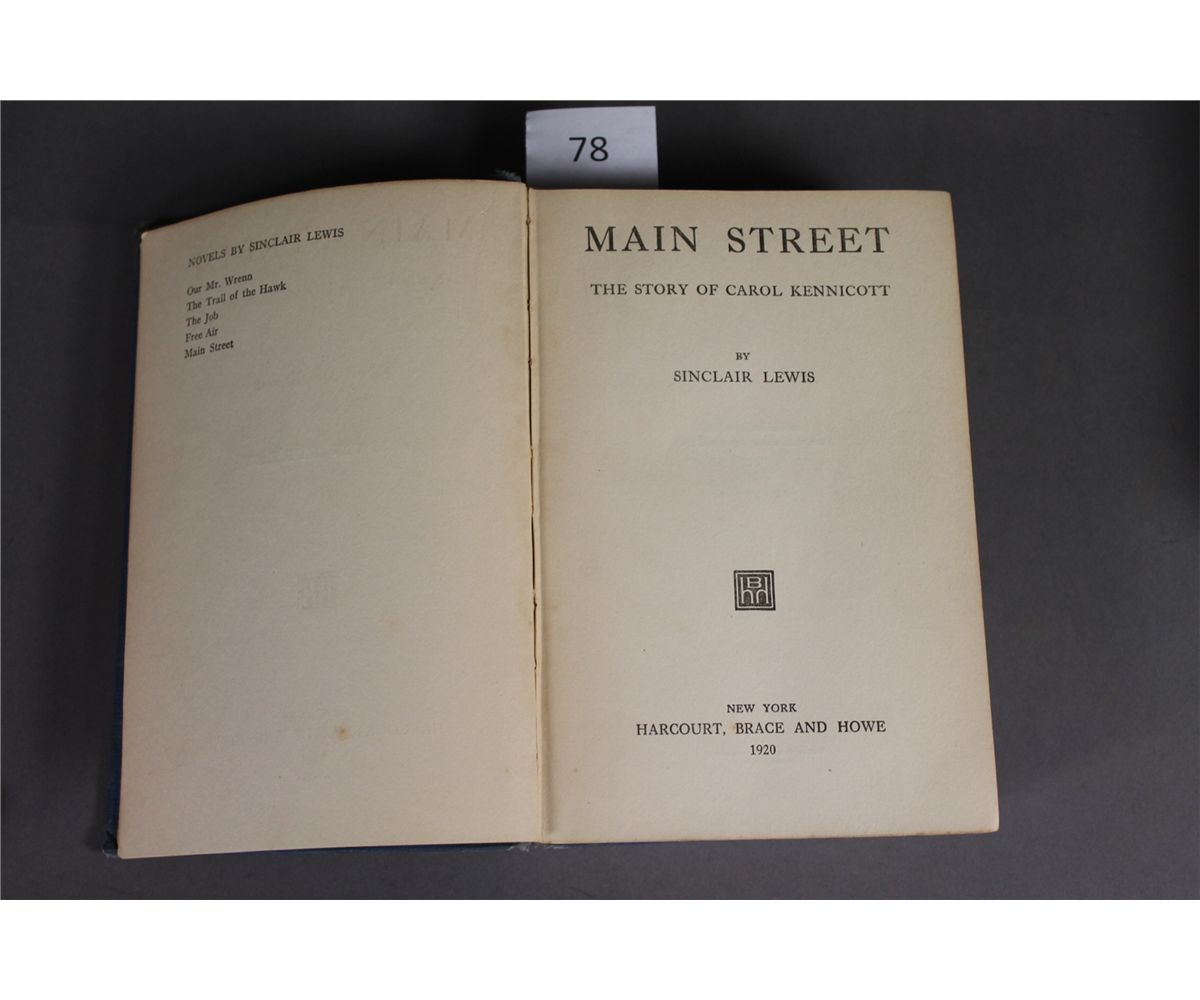 78
NOVELS BY SINCLAIR LEWIS
Our Mr. Wrenn
The Trail of the Hawk
The Job
Free Air
Main Street
MAIN STREET
THE STORY OF CAROL KENNICOTT
BY
SINCLAIR LEWIS
HBH
NEW YORK
HARCOURT, BRACE AND HOWE
1920